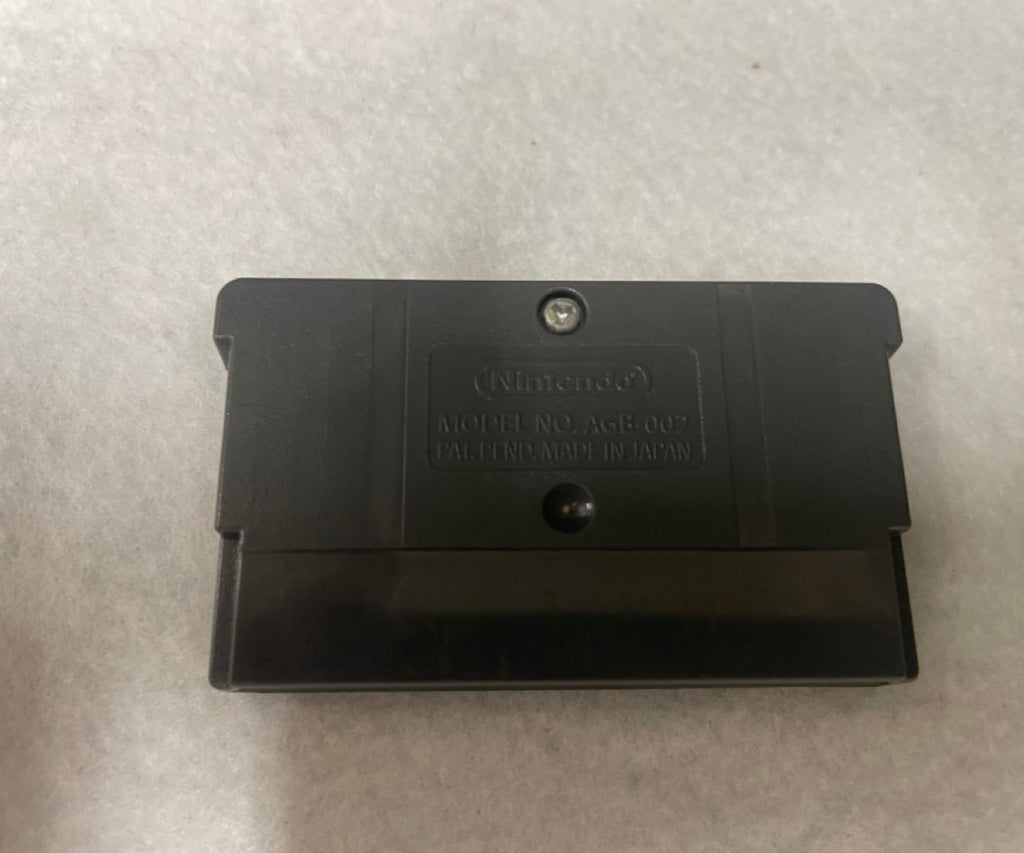 Nintendo
MODEL NO. AGB-002
PAT. PEND. MADE IN JAPAN